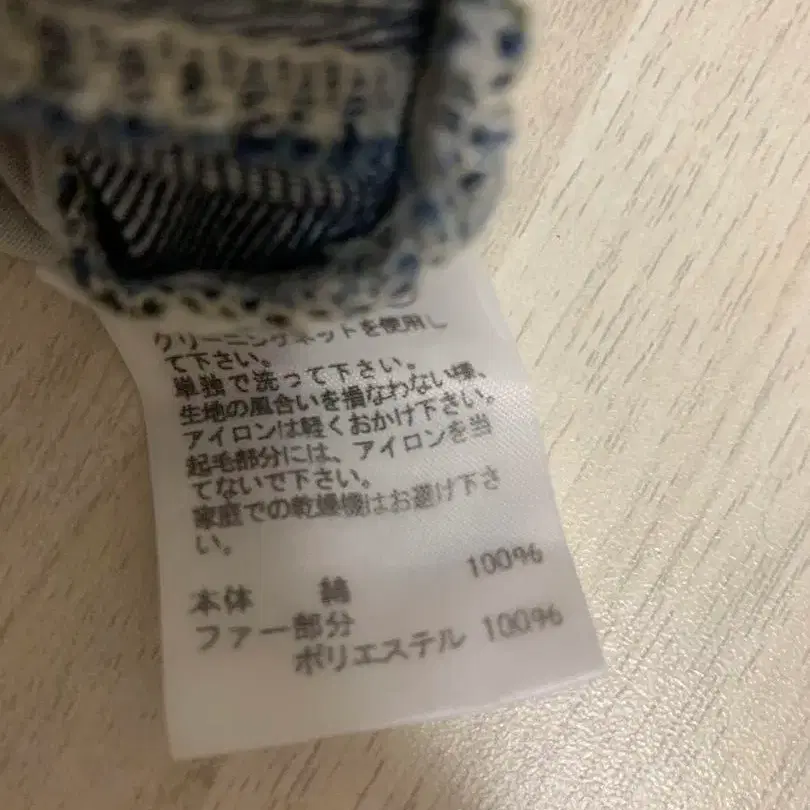 クリーニングネットを使用し
て下さい。
単独で洗って下さい。
生地の風合いを損なわない様、
アイロンは軽くおかけ下さい。
起毛部分には、アイロンを当
てないで下さい。
家庭での乾燥機はお避け下さ
い。
本体 綿 100%
ファー部分
ポリエステル 100%